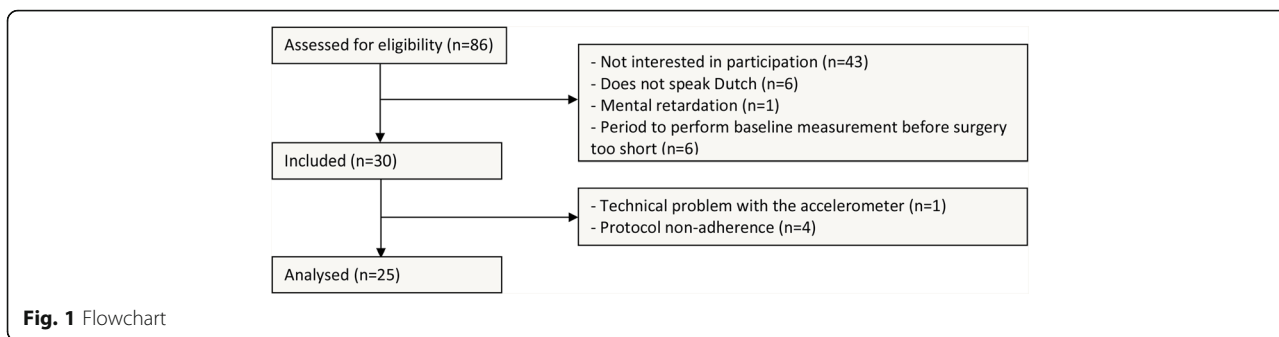 Assessed for eligibility (n=86)
- Not interested in participation (n=43)
- Does not speak Dutch (n=6)
- Mental retardation (n=1)
- Period to perform baseline measurement before surgery
too short (n=6)
Included (n=30)
- Technical problem with the accelerometer (n=1)
- Protocol non-adherence (n=4)
Analysed (n=25)
Fig. 1 Flowchart